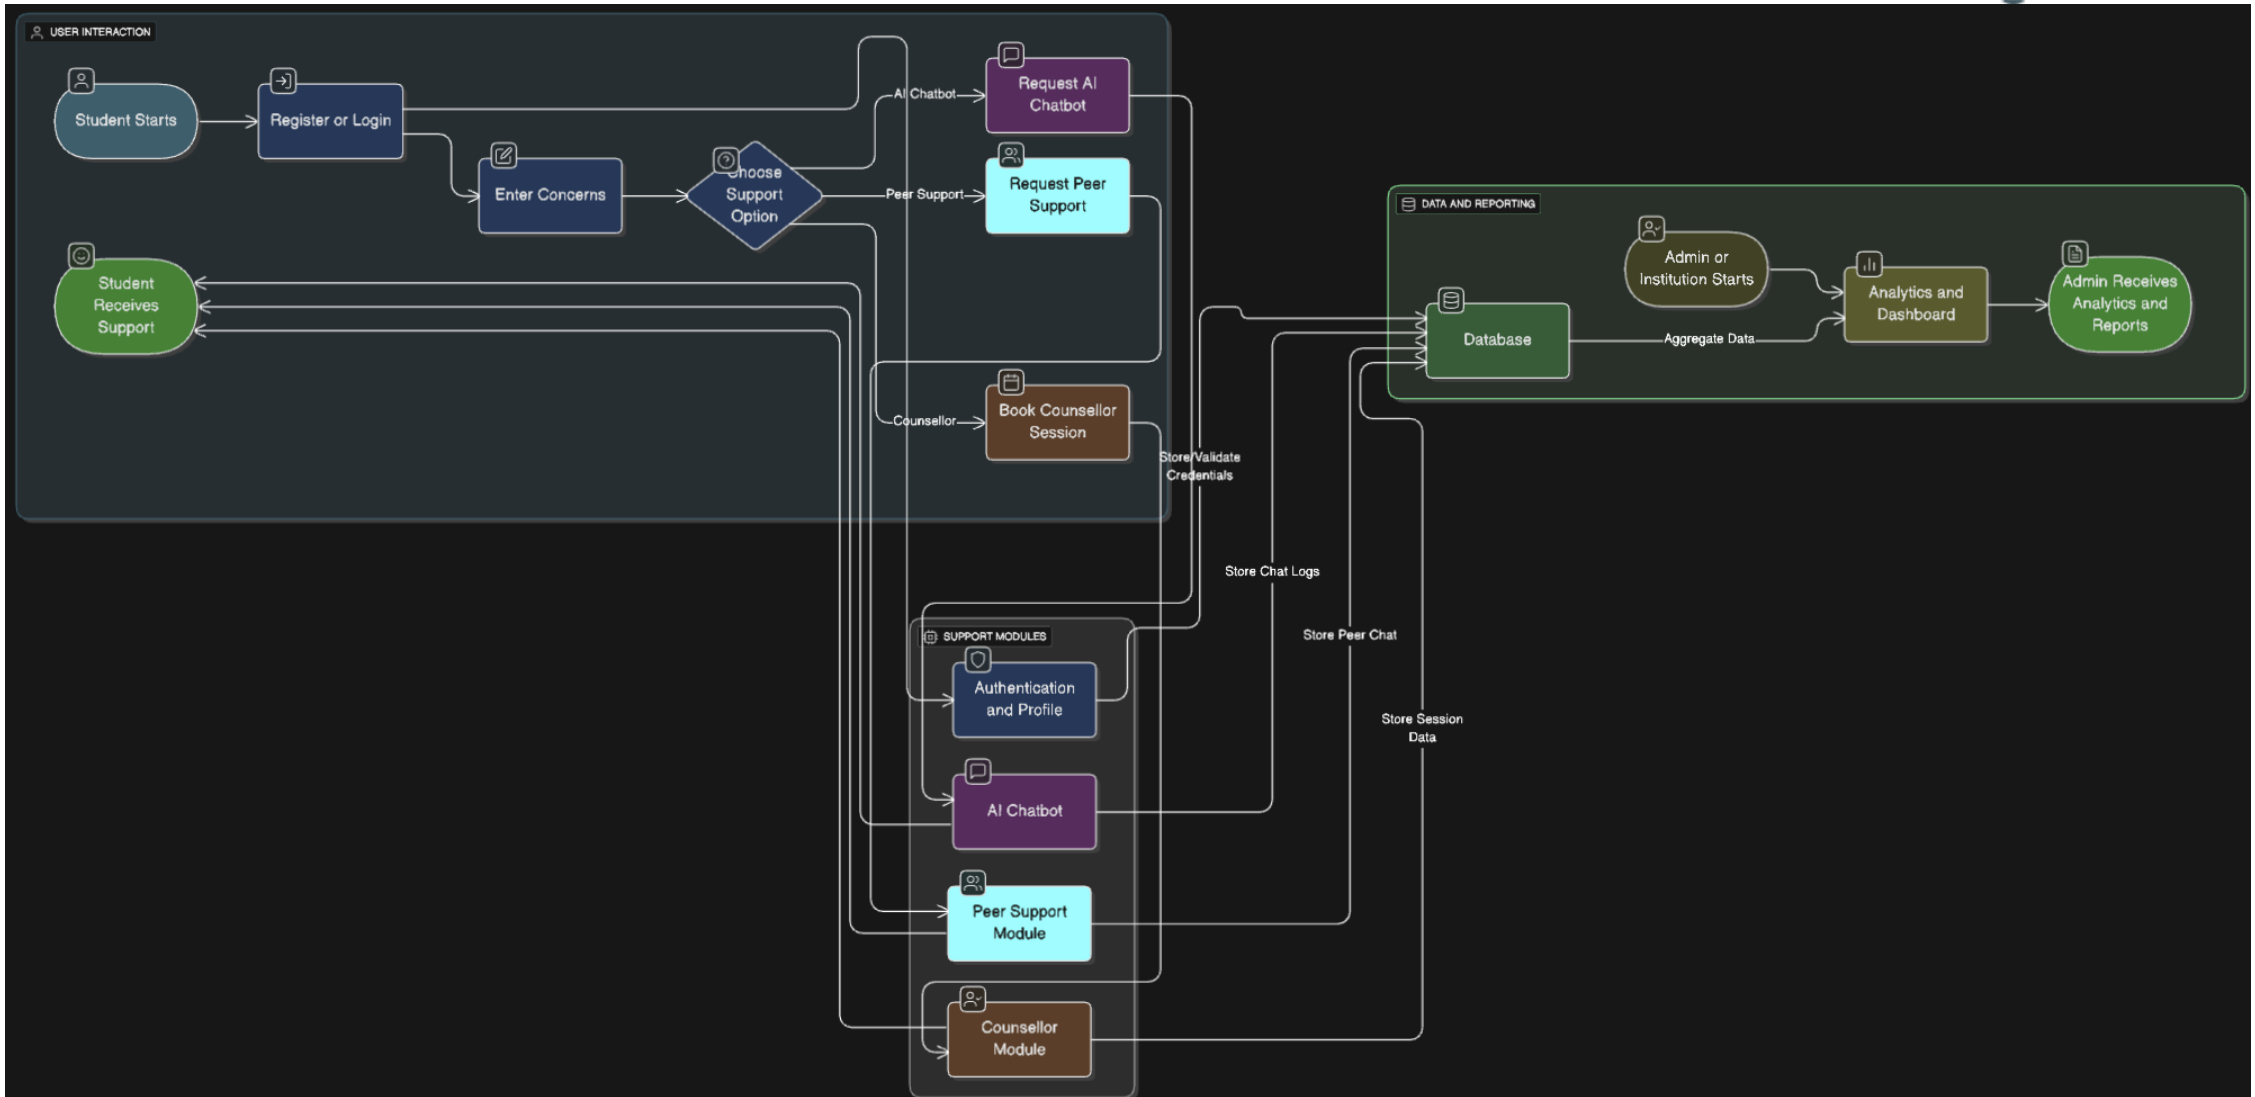 USER INTERACTION
Student Starts
Register or Login
Enter Concerns
Choose
Support
Option
AI Chatbot
Peer Support
Counsellor
Request AI
Chatbot
Request Peer
Support
Book Counsellor
Session
Student
Receives
Support
Store/Validate
Credentials
Store Chat Logs
Store Peer Chat
Store Session
Data
SUPPORT MODULES
Authentication
and Profile
AI Chatbot
Peer Support
Module
Counsellor
Module
DATA AND REPORTING
Database
Aggregate Data
Admin or
Institution Starts
Analytics and
Dashboard
Admin Receives
Analytics and
Reports